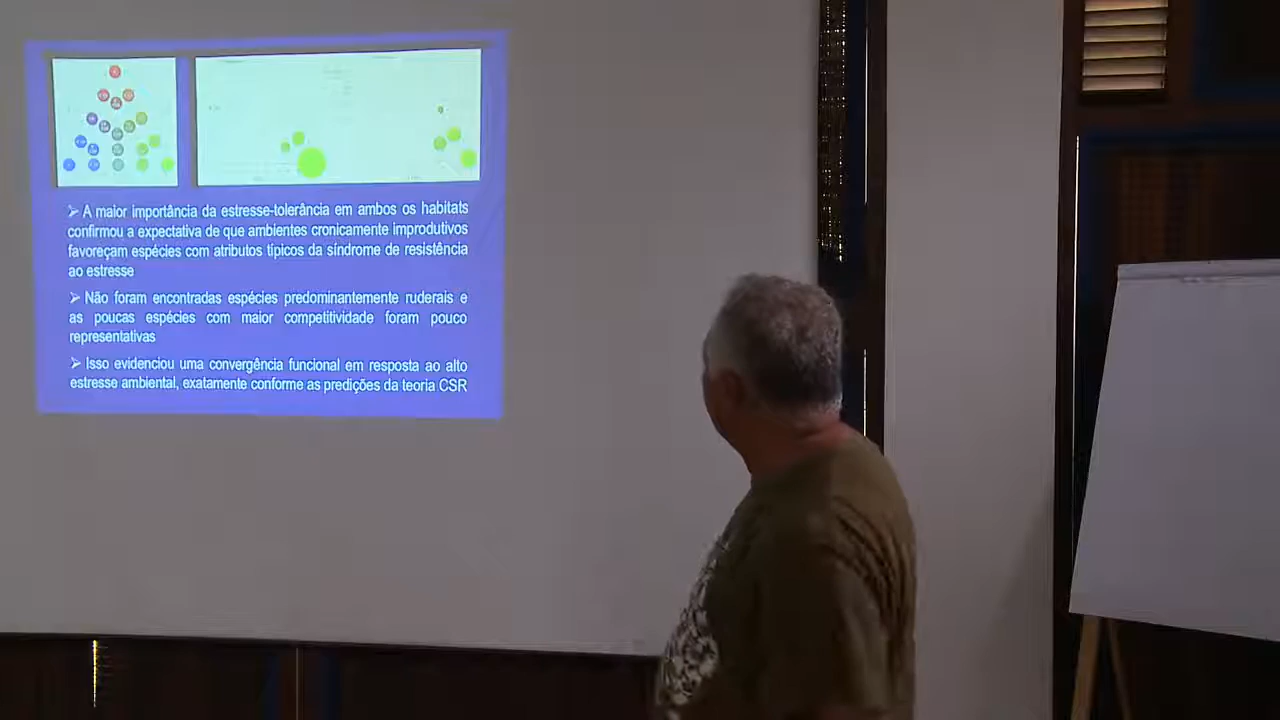 ➢ A maior importância da estresse-tolerância em ambos os habitats
confirmou a expectativa de que ambientes cronicamente improdutivos
favoreçam espécies com atributos típicos da síndrome de resistência
ao estresse
➢ Não foram encontradas espécies predominantemente ruderais e
as poucas espécies com maior competitividade foram pouco
representativas
➢ Isso evidenciou uma convergência funcional em resposta ao alto
estresse ambiental, exatamente conforme as predições da teoria CSR